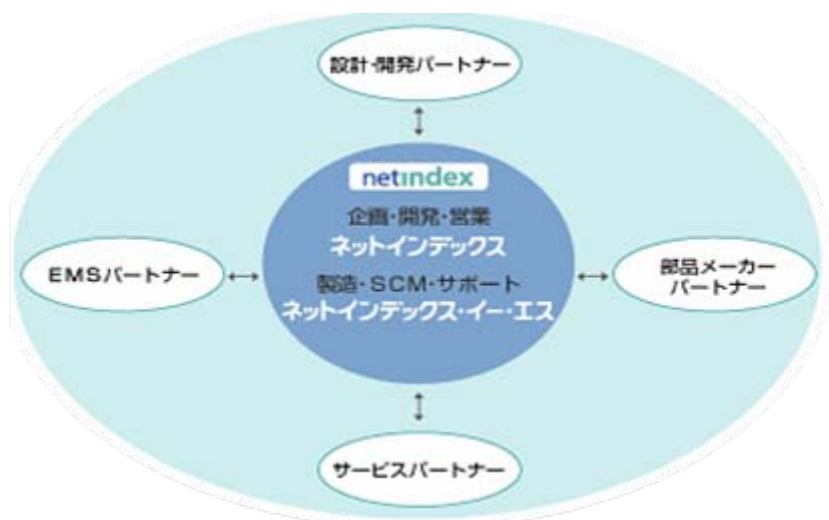 設計・開発パートナー
netındex
企画・開発・営業
ネットインデックス
EMSパートナー
製造・SCM・サポート
ネットインデックス・イー・エス
部品メーカー
パートナー
サービスパートナー